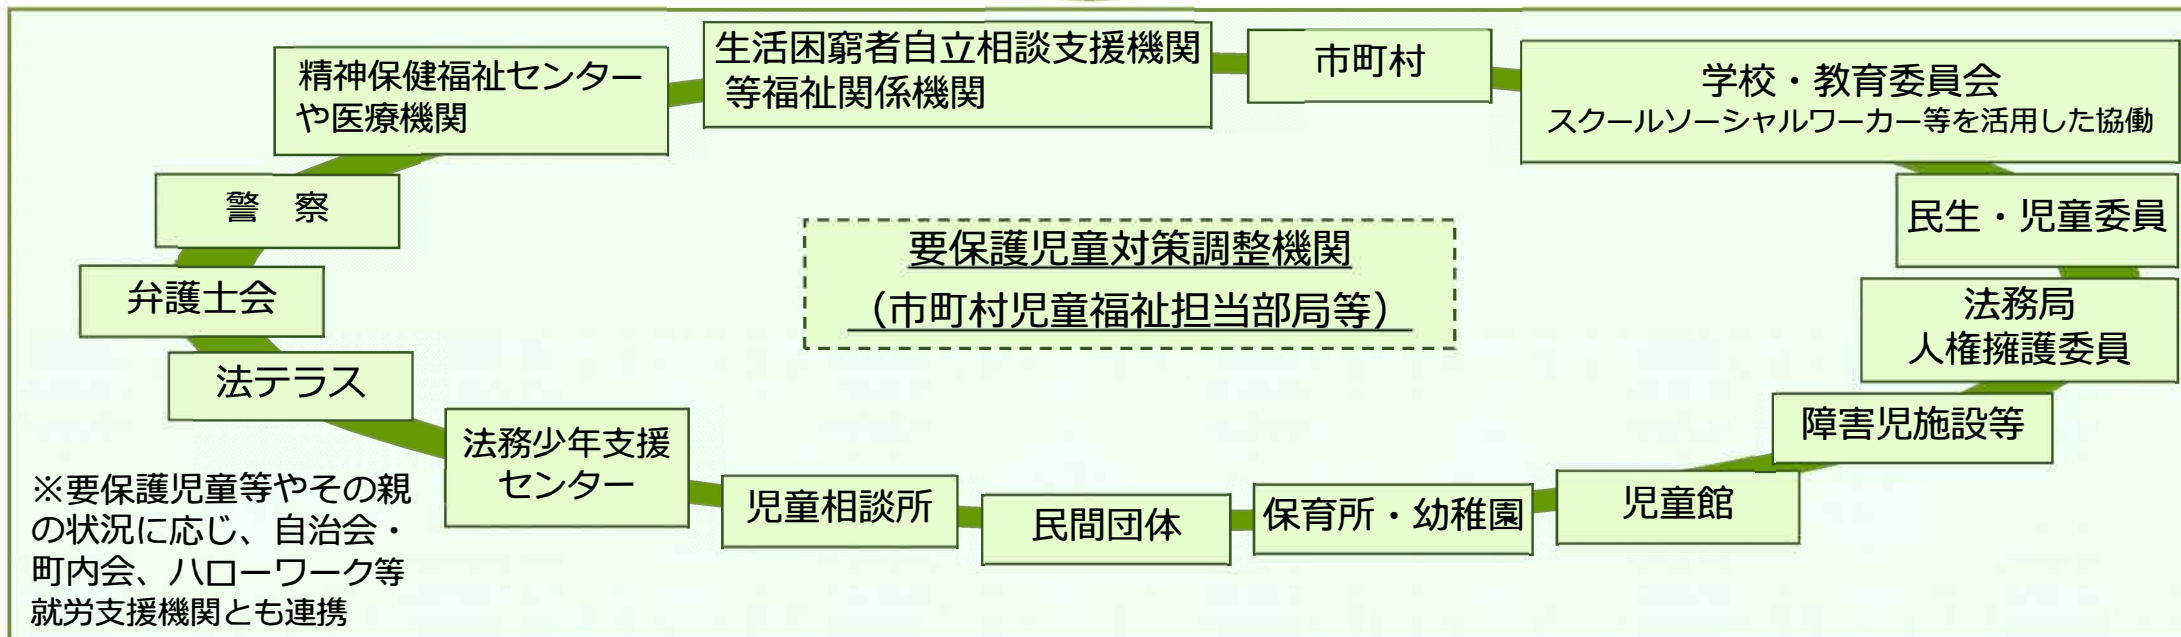 生活困窮者自立相談支援機関
等福祉関係機関
市町村
精神保健福祉センター
や医療機関
学校・教育委員会
スクールソーシャルワーカー等を活用した協働
警　察
民生・児童委員
要保護児童対策調整機関
（市町村児童福祉担当部局等）
弁護士会
法務局
人権擁護委員
法テラス
障害児施設等
法務少年支援
センター
児童相談所
民間団体
保育所・幼稚園
児童館
※要保護児童等やその親
の状況に応じ、自治会・
町内会、ハローワーク等
就労支援機関とも連携